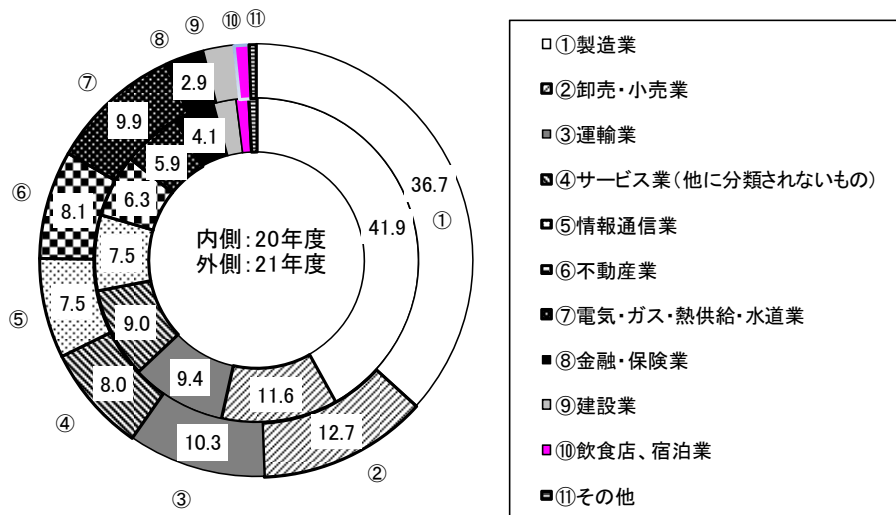 ⑩ ⑪
⑨
⑧
⑦
⑥
⑤
④
③
②
①
2.9
9.9
8.1
7.5
8.0
10.3
12.7
36.7
4.1
5.9
6.3
7.5
9.0
9.4
11.6
41.9
内側:20年度
外側:21年度
①製造業
②卸売・小売業
③運輸業
④サービス業(他に分類されないもの)
⑤情報通信業
⑥不動産業
⑦電気・ガス・熱供給・水道業
⑧金融・保険業
⑨建設業
⑩飲食店、宿泊業
⑪その他